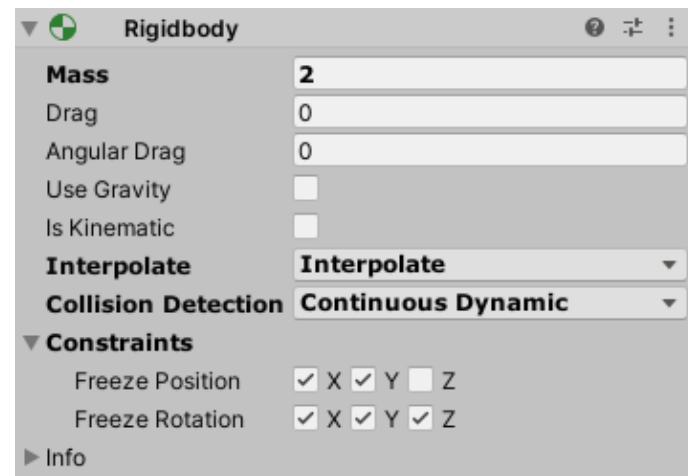 Rigidbody
Mass 2
Drag 0
Angular Drag 0
Use Gravity
Is Kinematic
Interpolate Interpolate
Collision Detection Continuous Dynamic
Constraints
Freeze Position X Y Z
Freeze Rotation X Y Z
Info